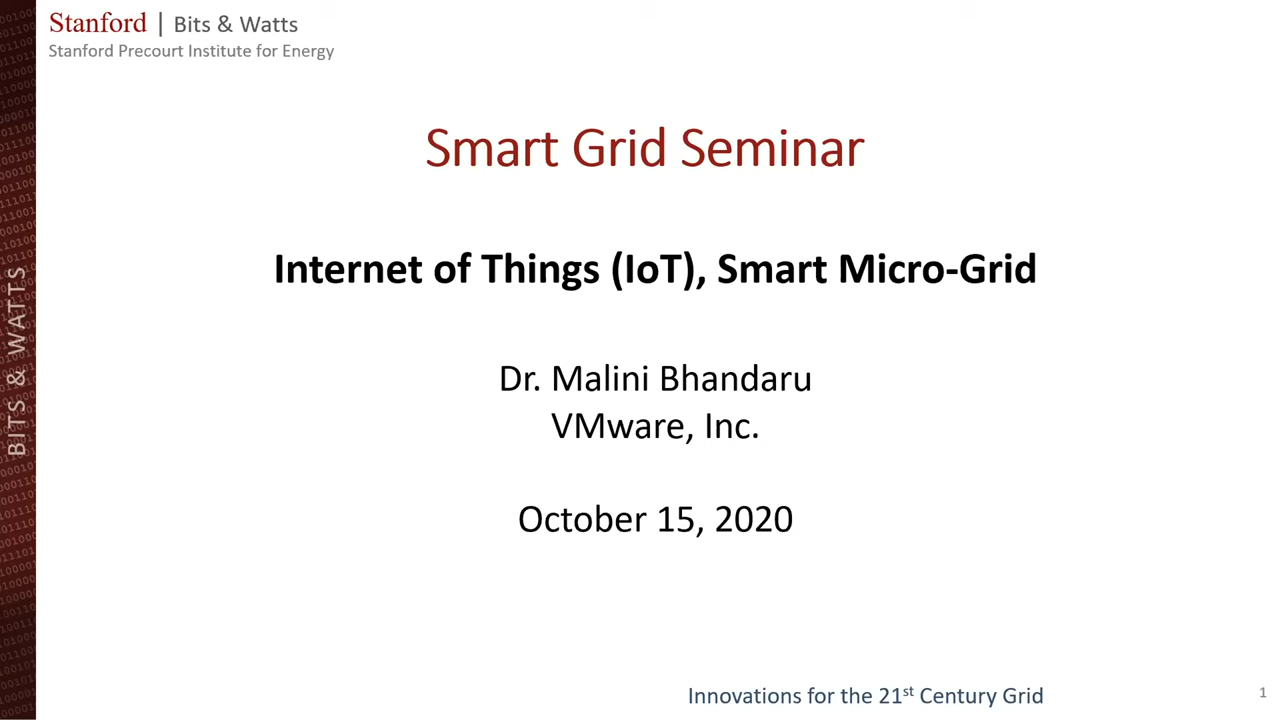 Stanford | Bits & Watts
Stanford Precourt Institute for Energy
Smart Grid Seminar
Internet of Things (IoT), Smart Micro-Grid
Dr. Malini Bhandaru
VMware, Inc.
October 15, 2020
BITS & WATTS
Innovations for the 21st Century Grid
1